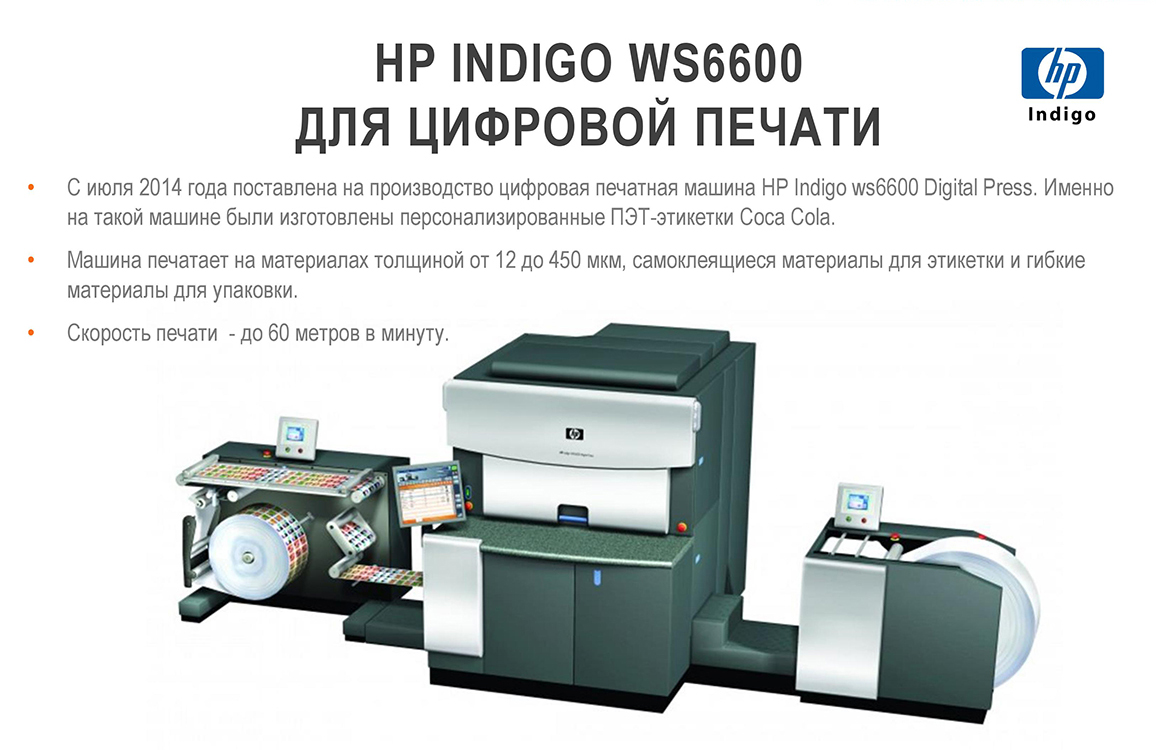 HP INDIGO WS6600
ДЛЯ ЦИФРОВОЙ ПЕЧАТИ
hp
Indigo
• С июля 2014 года поставлена на производство цифровая печатная машина HP Indigo ws6600 Digital Press. Именно
на такой машине были изготовлены персонализированные ПЭТ-этикетки Coca Cola.
• Машина печатает на материалах толщиной от 12 до 450 мкм, самоклеящиеся материалы для этикетки и гибкие
материалы для упаковки.
• Скорость печати  - до 60 метров в минуту.
hp